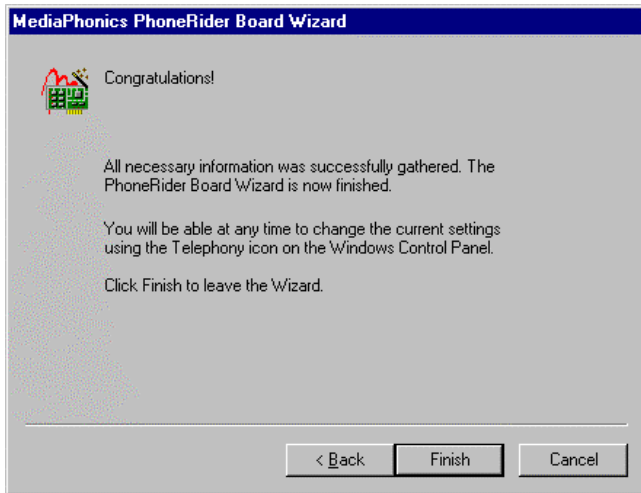 MediaPhonics PhoneRider Board Wizard
Congratulations!
All necessary information was successfully gathered. The
PhoneRider Board Wizard is now finished.
You will be able at any time to change the current settings
using the Telephony icon on the Windows Control Panel.
Click Finish to leave the Wizard.
< Back
Finish
Cancel